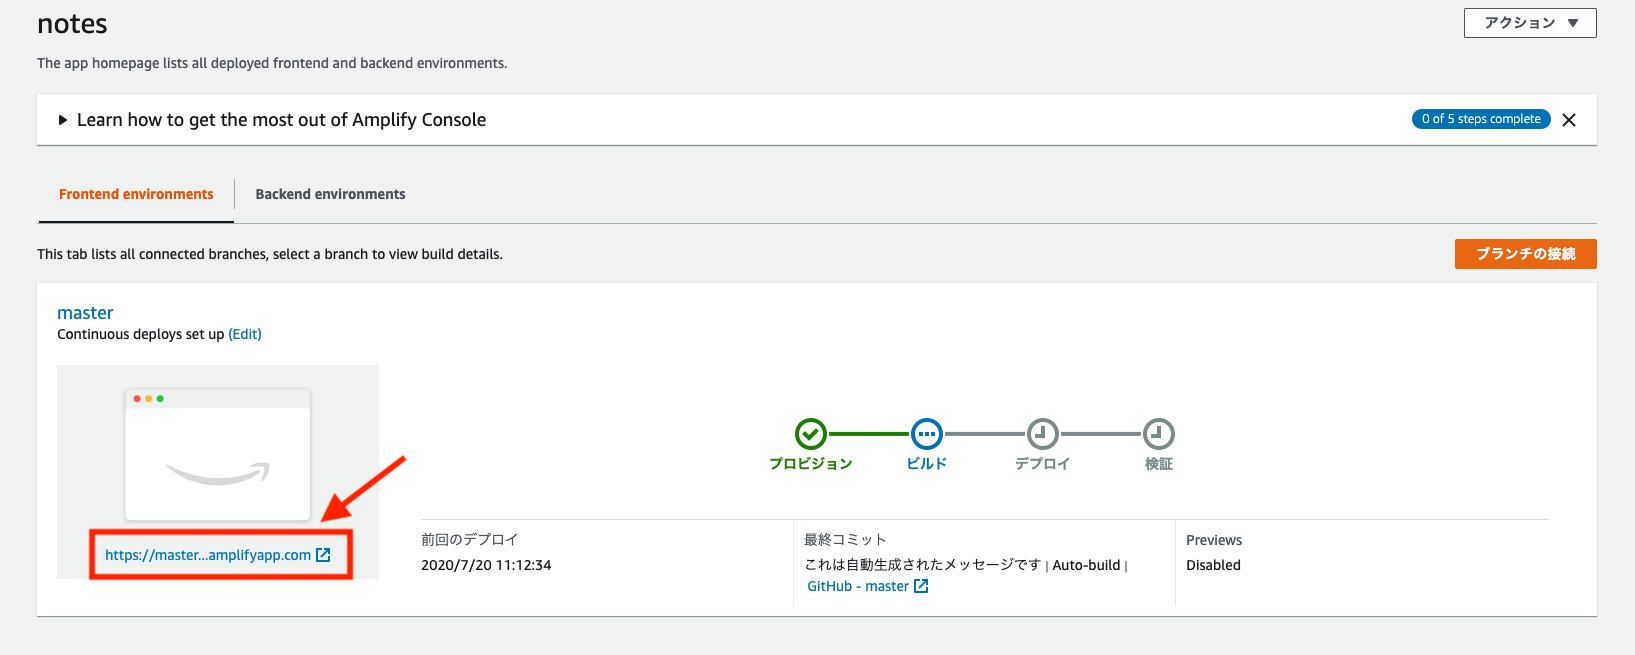 notes
アクション ▼
The app homepage lists all deployed frontend and backend environments.
Learn how to get the most out of Amplify Console
0 of 5 steps complete
Frontend environments
Backend environments
This tab lists all connected branches, select a branch to view build details.
ブランチの接続
master
Continuous deploys set up (Edit)
プロビジョン
ビルド
デプロイ
検証
https://master...amplifyapp.com
前回のデプロイ
2020/7/20 11:12:34
最終コミット
これは自動生成されたメッセージです | Auto-build |
GitHub - master
Previews
Disabled